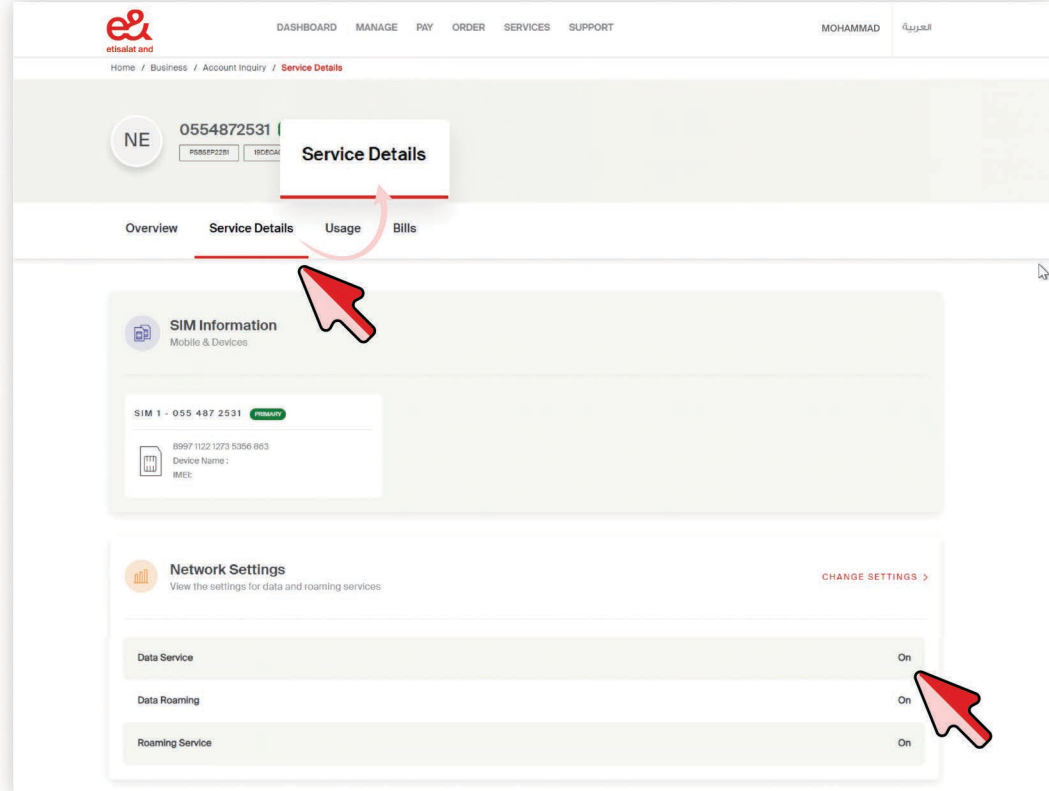 e&
etisalat and
DASHBOARD MANAGE PAY ORDER SERVICES SUPPORT MOHAMMAD العربية
Home / Business / Account Inquiry / Service Details
NE
0554872531
Service Details
Overview Service Details Usage Bills
SIM Information
Mobile & Devices
SIM 1 - 055 487 2531 PRIMARY
8997 1122 1273 5356 863
Device Name :
IMEI:
Network Settings
View the settings for data and roaming services
CHANGE SETTINGS >
Data Service On
Data Roaming On
Roaming Service On